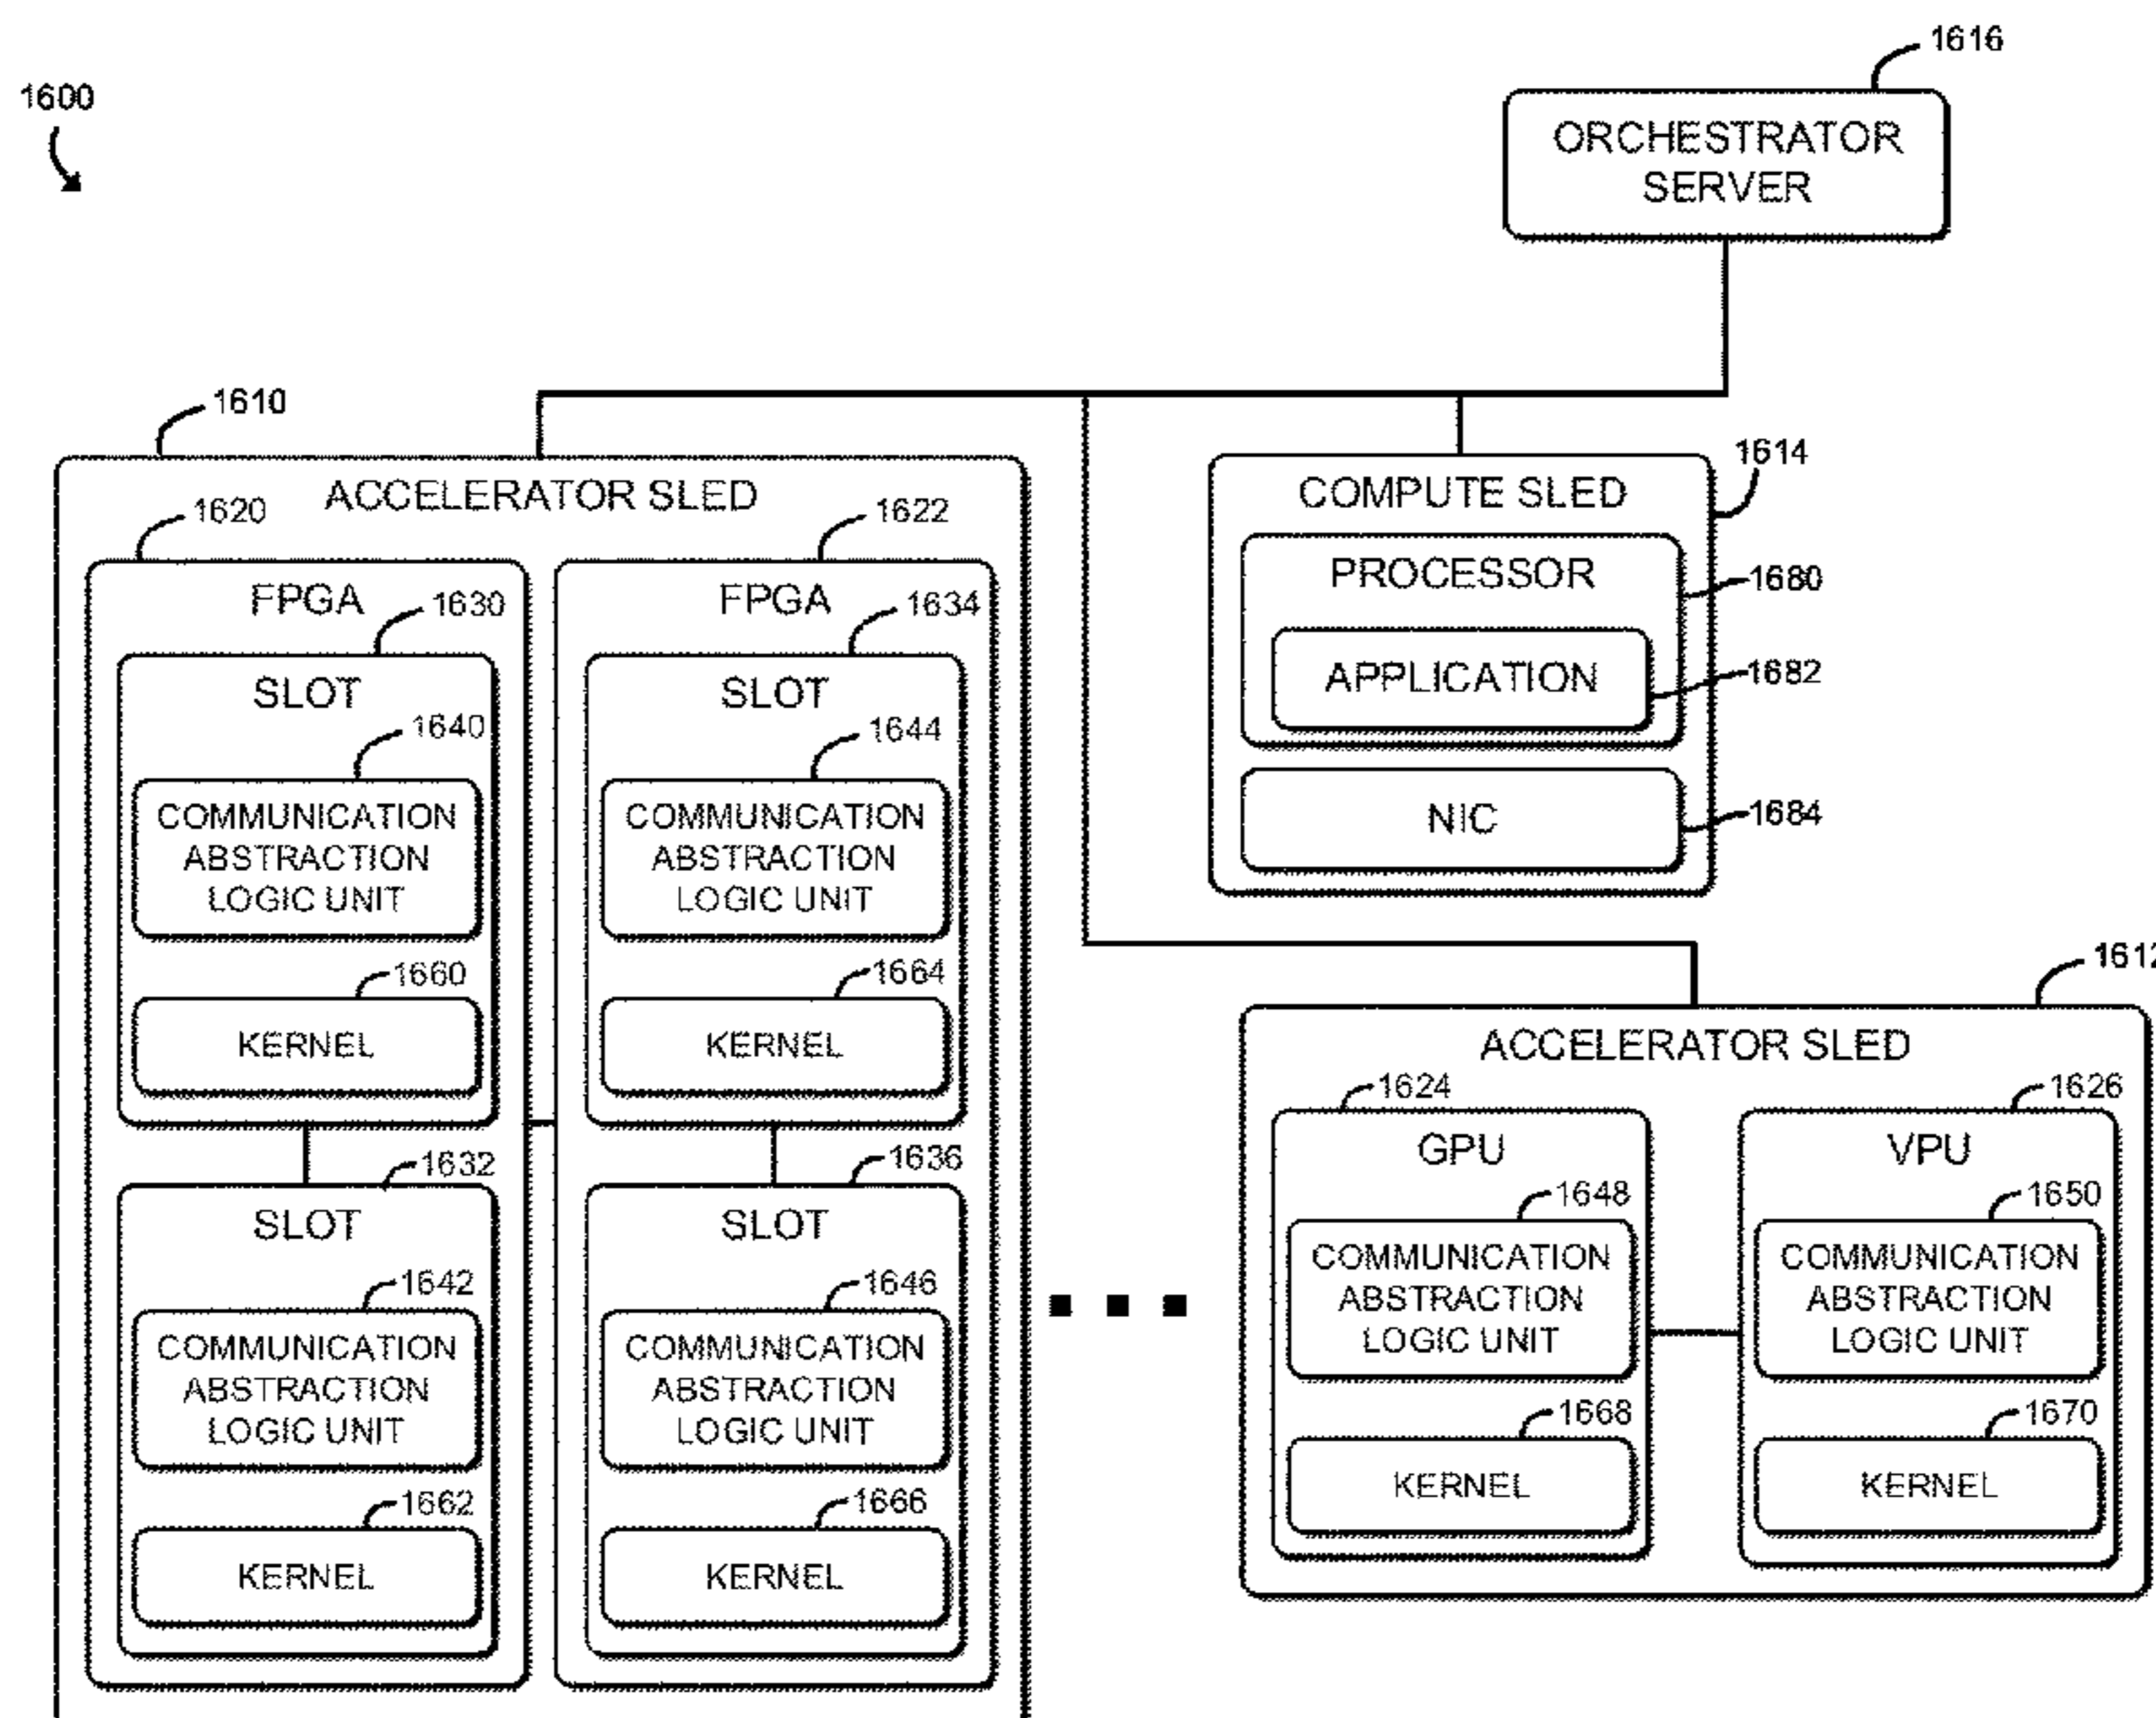 1616
1600
ORCHESTRATOR
SERVER
1610
ACCELERATOR SLED
1620
1622
FPGA
1630
SLOT
1640
COMMUNICATION
ABSTRACTION
LOGIC UNIT
1660
KERNEL
1632
SLOT
1642
COMMUNICATION
ABSTRACTION
LOGIC UNIT
1662
KERNEL
FPGA
1634
SLOT
1644
COMMUNICATION
ABSTRACTION
LOGIC UNIT
1664
KERNEL
1636
SLOT
1646
COMMUNICATION
ABSTRACTION
LOGIC UNIT
1666
KERNEL
1614
COMPUTE SLED
PROCESSOR
1680
APPLICATION
1682
NIC
1684
1612
ACCELERATOR SLED
1624
GPU
1648
COMMUNICATION
ABSTRACTION
LOGIC UNIT
1668
KERNEL
1626
VPU
1650
COMMUNICATION
ABSTRACTION
LOGIC UNIT
1670
KERNEL